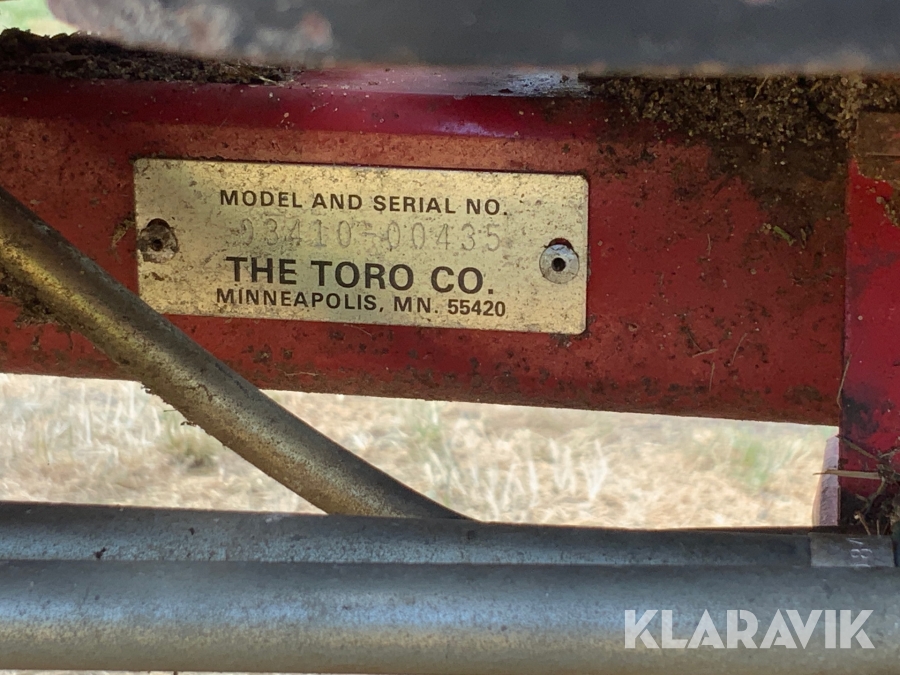 MODEL AND SERIAL NO.
03410-00435
THE TORO CO.
MINNEAPOLIS, MN. 55420
KLARAVIK